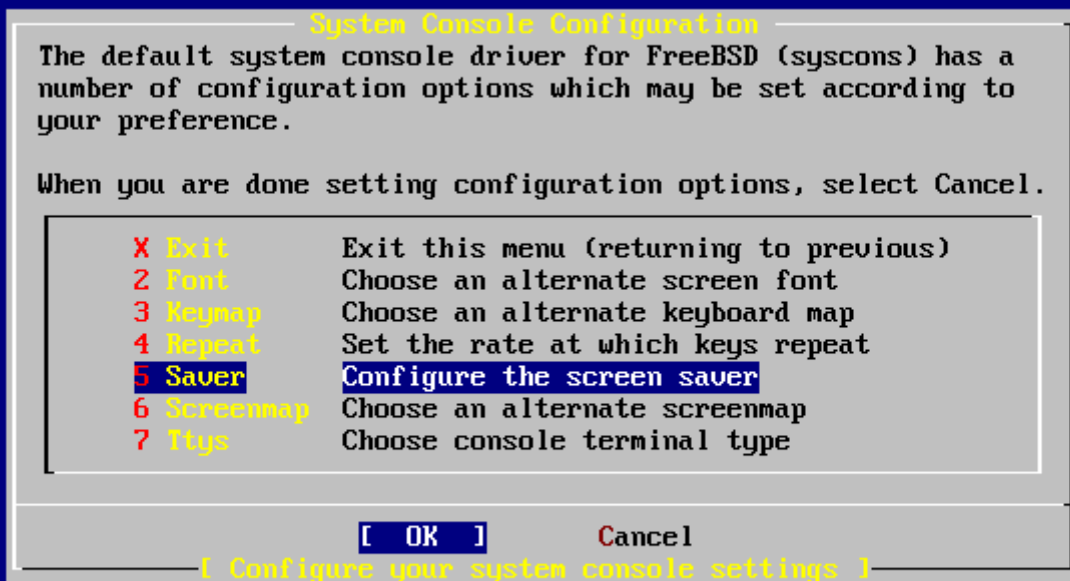 System Console Configuration
The default system console driver for FreeBSD (syscons) has a
number of configuration options which may be set according to
your preference.
When you are done setting configuration options, select Cancel.
X Exit Exit this menu (returning to previous)
2 Font Choose an alternate screen font
3 Keymap Choose an alternate keyboard map
4 Repeat Set the rate at which keys repeat
5 Saver Configure the screen saver
6 Screenmap Choose an alternate screenmap
7 Ttys Choose console terminal type
[ OK ] Cancel
[ Configure your system console settings ]